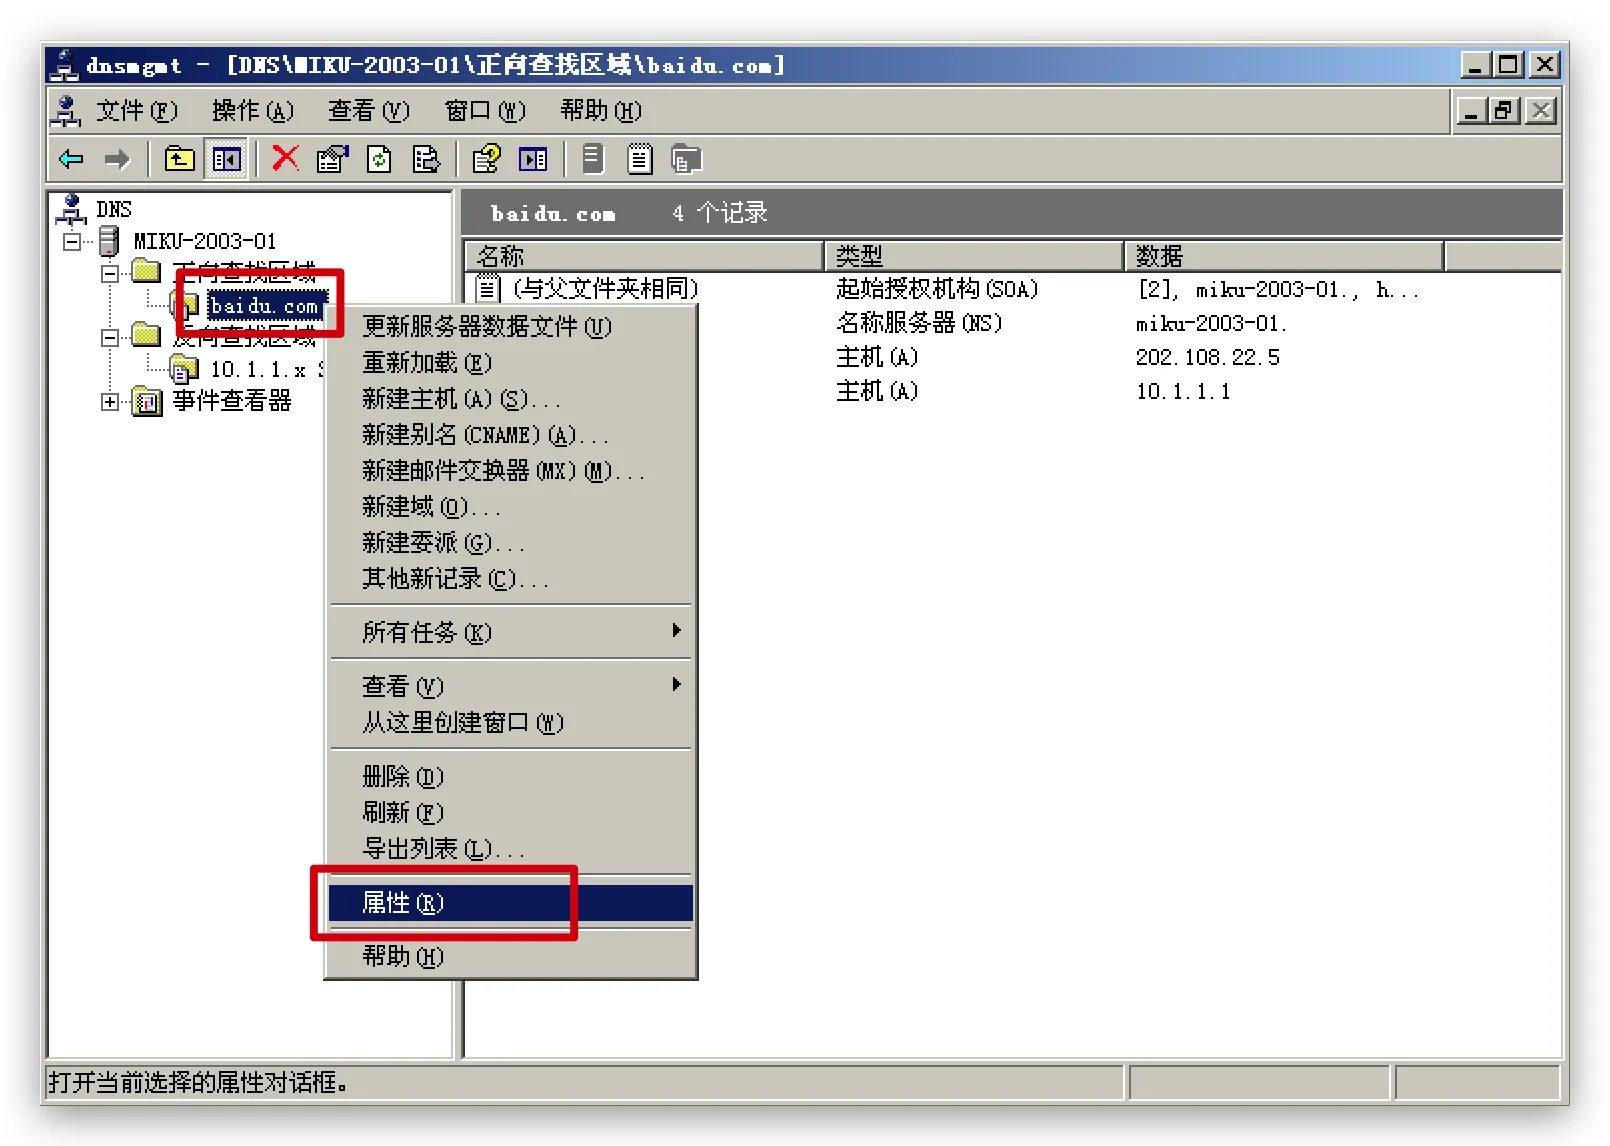 dnsmgmt - [DNS\MIKU-2003-01\正向查找区域\baidu.com]
文件(F) 操作(A) 查看(V) 窗口(W) 帮助(H)
DNS
MIKU-2003-01
正向查找区域
baidu.com
反向查找区域
10.1.1.x
事件查看器
baidu.com 4 个记录
名称 类型 数据
(与父文件夹相同) 起始授权机构(SOA) [2], miku-2003-01., h...
名称服务器(NS) miku-2003-01.
主机(A) 202.108.22.5
主机(A) 10.1.1.1
更新服务器数据文件(U)
重新加载(E)
新建主机(A)(S)...
新建别名(CNAME)(A)...
新建邮件交换器(MX)(M)...
新建域(O)...
新建委派(G)...
其他新记录(C)...
所有任务(K)
查看(V)
从这里创建窗口(W)
删除(D)
刷新(F)
导出列表(L)...
属性(R)
帮助(H)
打开当前选择的属性对话框。